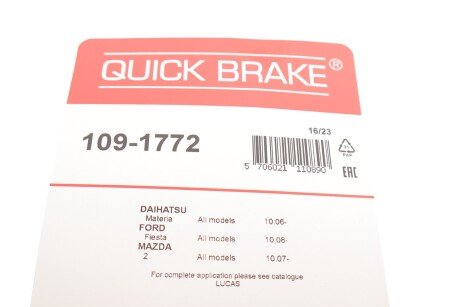 QUICK BRAKE®
16/23
109-1772
5 706021 110890
PAP
EAC
DAIHATSU
Materia All models 10.06-
FORD
Fiesta All models 10.08-
MAZDA
2 All models 10.07-
For complete application please see catalogue
LUCAS